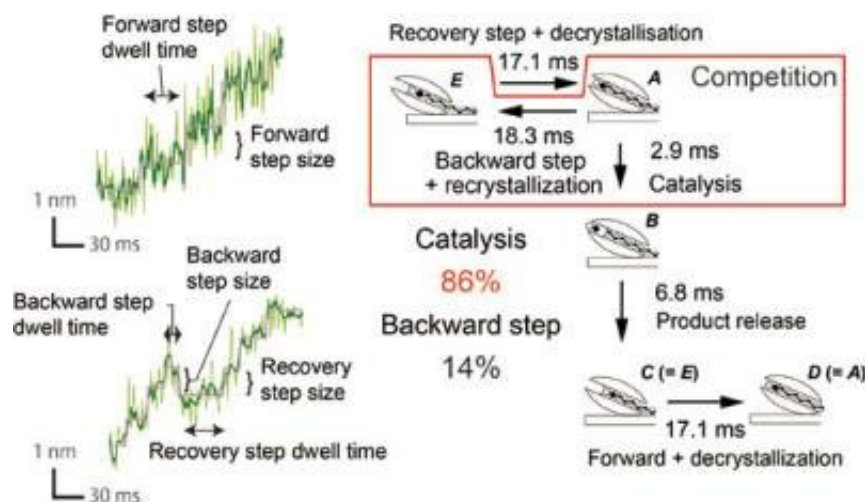 Forward step
dwell time
Forward
step size
1 nm
30 ms
Backward
step size
Backward step
dwell time
Recovery
step size
Recovery step dwell time
1 nm
30 ms
Recovery step + decrystallisation
17.1 ms
E
A
Competition
18.3 ms
Backward step
+ recrystallization
2.9 ms
Catalysis
B
Catalysis
86%
Backward step
14%
6.8 ms
Product release
C (= E)
D (= A)
17.1 ms
Forward + decrystallization